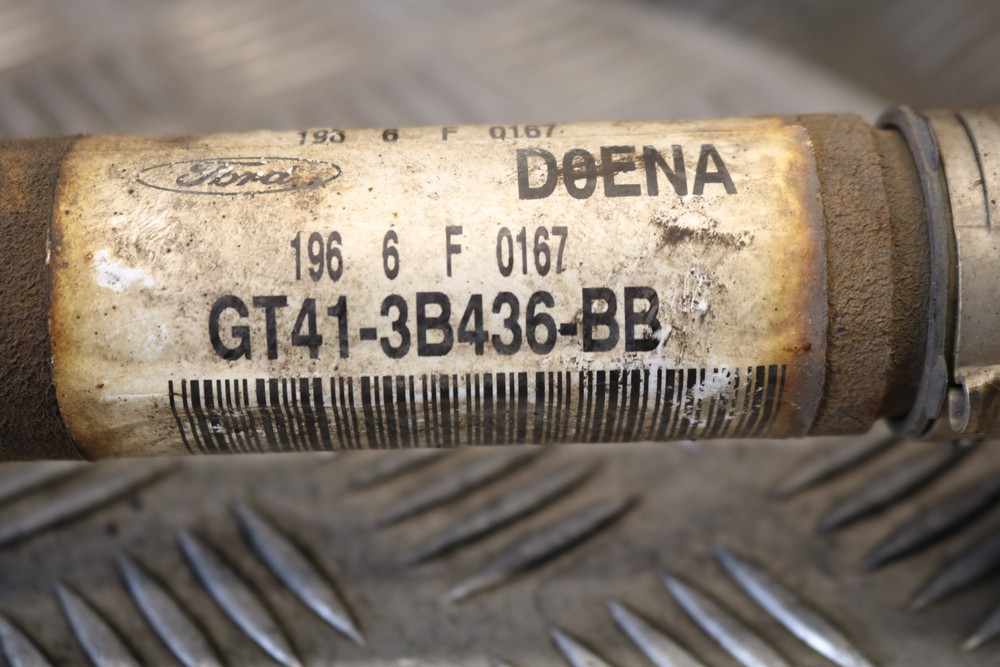 193 6 F 0167
Ford
D0ENA
196 6 F 0167
GT41-3B436-BB